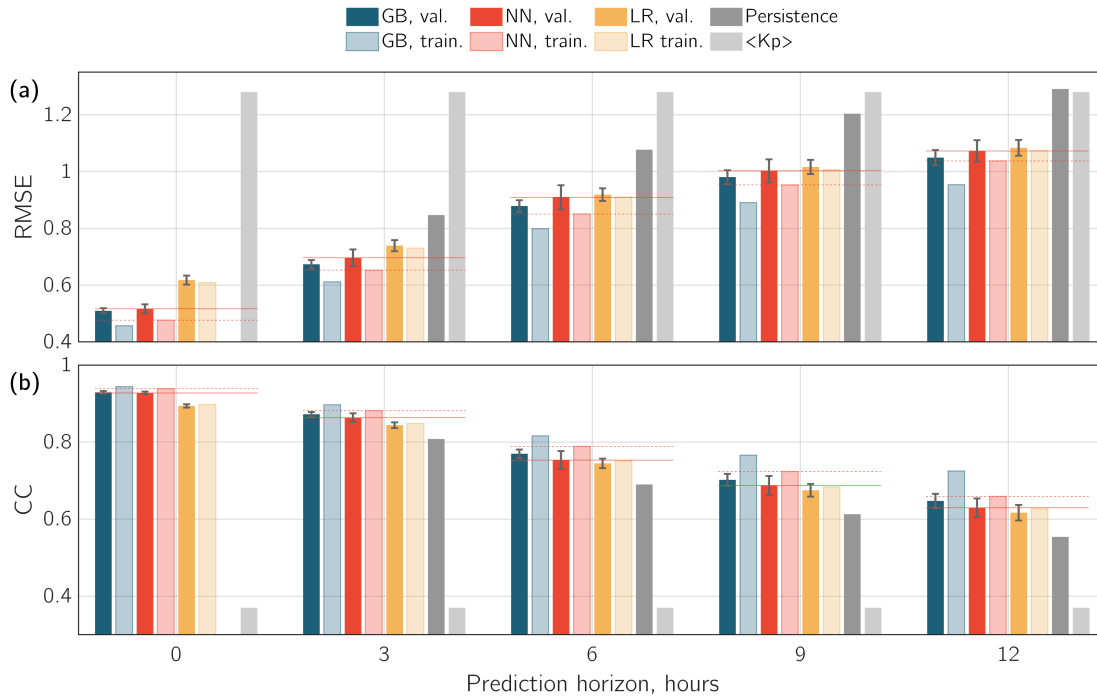 GB, val. NN, val. LR, val. Persistence
GB, train. NN, train. LR train. <Kp>
(a)
1.2
1
0.8
0.6
0.4
RMSE
(b)
1
0.8
0.6
0.4
CC
0 3 6 9 12
Prediction horizon, hours